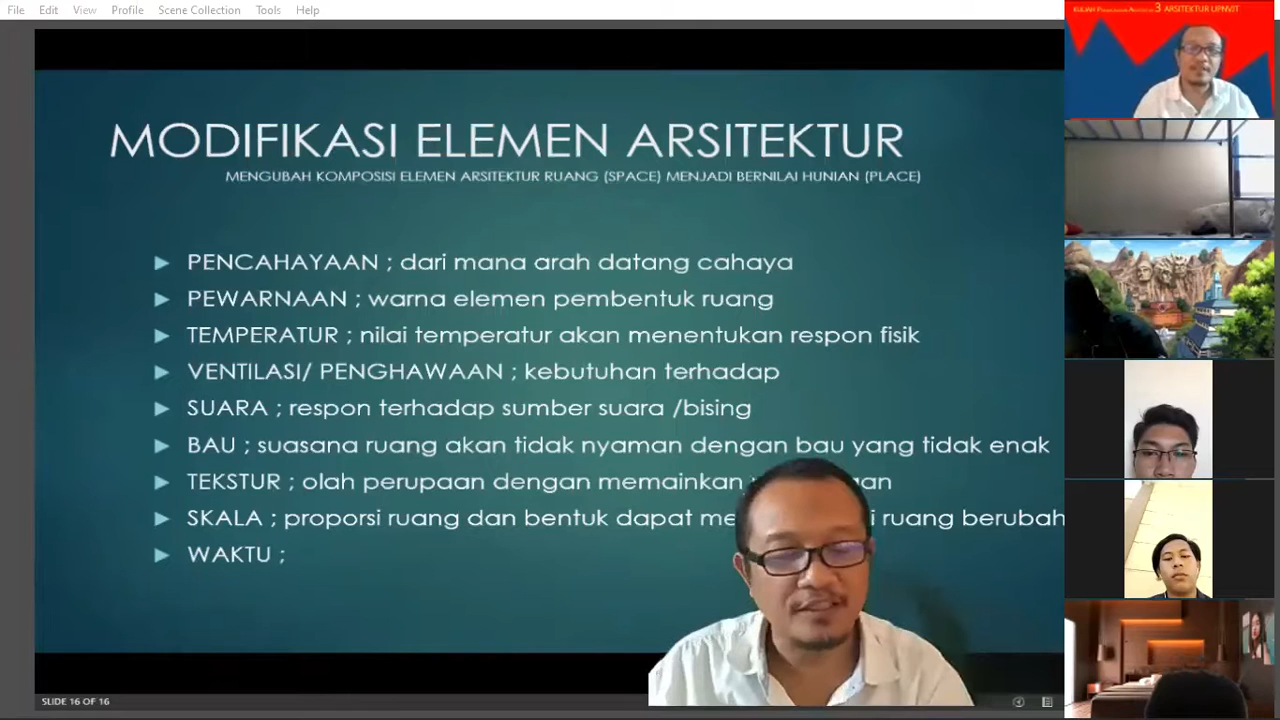 File Edit View Profile Scene Collection Tools Help
3 ARSITEKTUR UPNVJT
MODIFIKASI ELEMEN ARSITEKTUR
MENGUBAH KOMPOSISI ELEMEN ARSITEKTUR RUANG (SPACE) MENJADI BERNILAI HUNIAN (PLACE)
PENCAHAYAAN ; dari mana arah datang cahaya
PEWARNAAN ; warna elemen pembentuk ruang
TEMPERATUR ; nilai temperatur akan menentukan respon fisik
VENTILASI/ PENGHAWAAN ; kebutuhan terhadap
SUARA ; respon terhadap sumber suara /bising
BAU ; suasana ruang akan tidak nyaman dengan bau yang tidak enak
TEKSTUR ; olah perupaan dengan memainkan
SKALA ; proporsi ruang dan bentuk dapat ruang berubah
WAKTU ;
SLIDE 16 OF 16